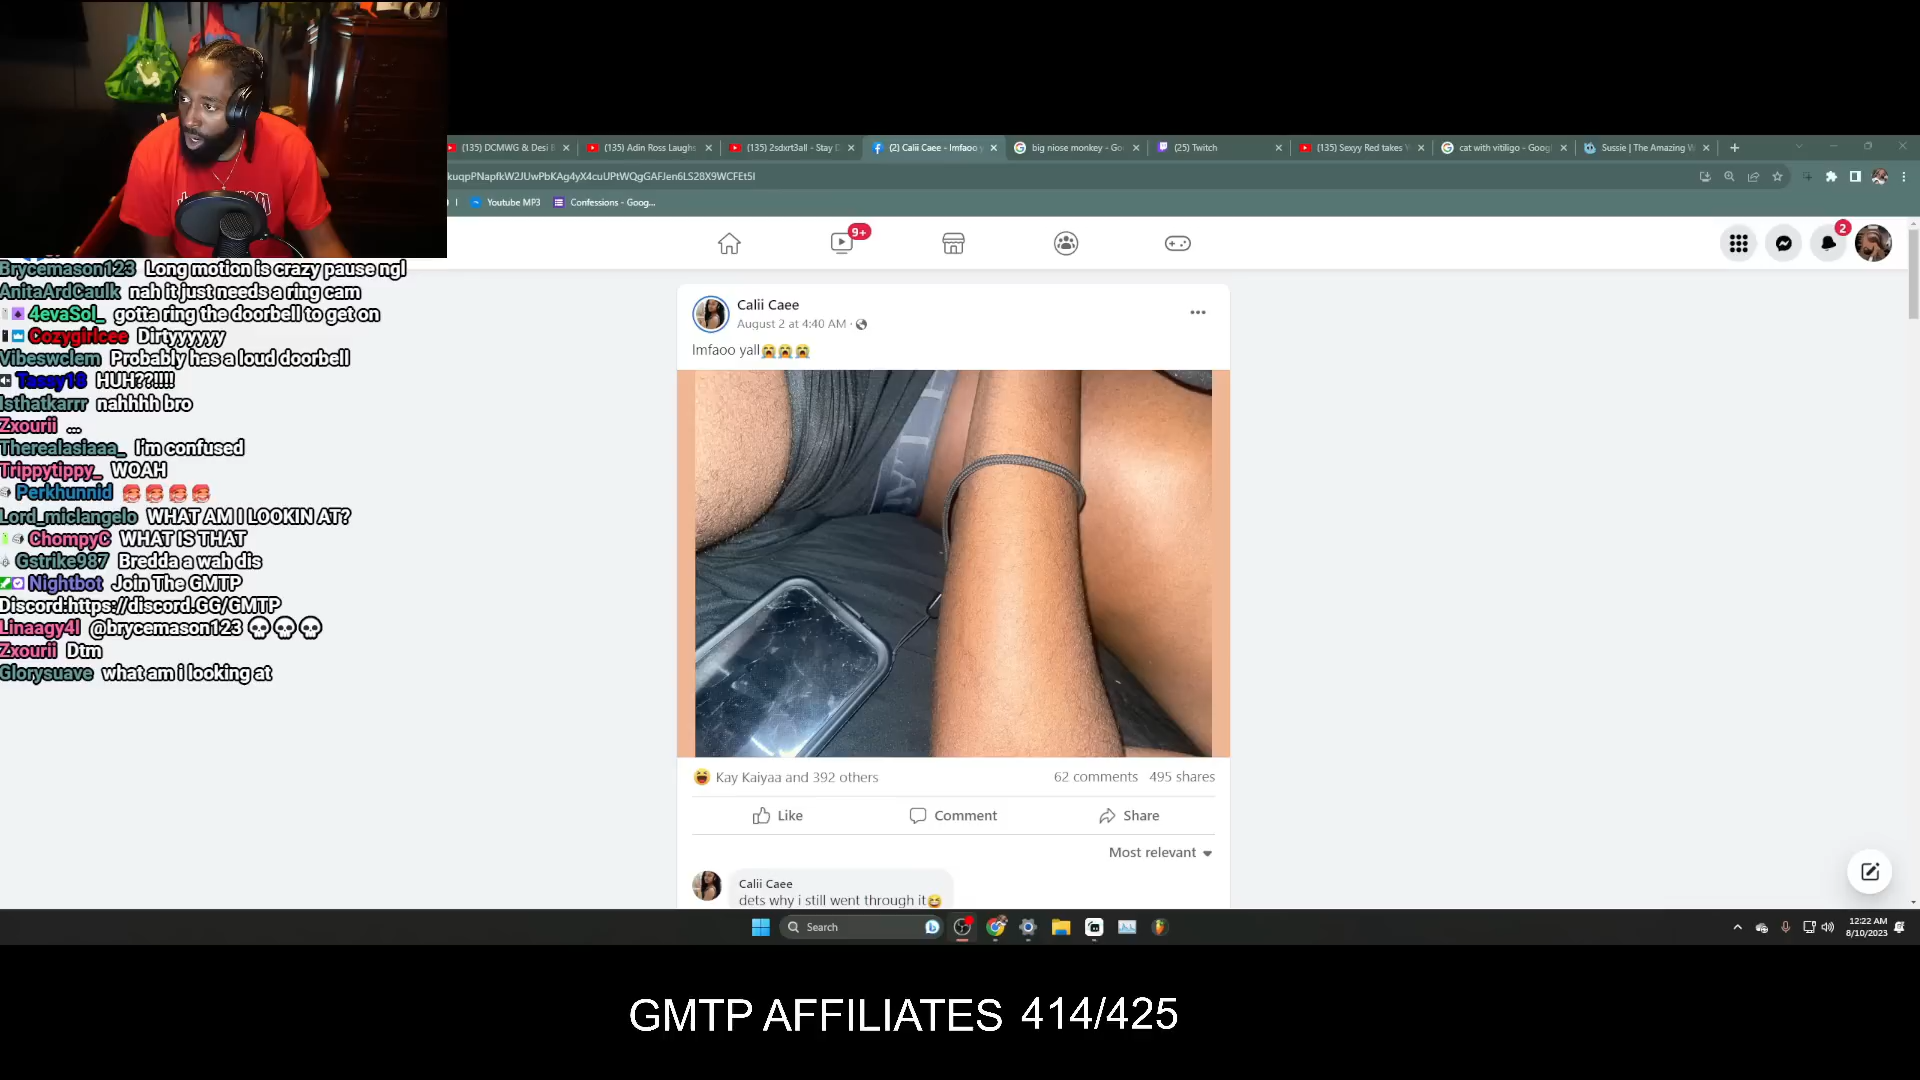 (135) DCMWG & Desi B
(135) Adin Ross Laughs
(135) 2sdxrt3all - Stay D
(2) Calii Caee - lmfaoo y
big niose monkey - Go
(25) Twitch
(135) Sexyy Red takes
cat with vitiligo - Goog
Sussie | The Amazing W
kuqpPNapfkW2JUwPbKAg4yX4cuUPtWQgGAFJen6LS28X9WCFEt5l
Youtube MP3
Confessions - Goog...
9+
2
Brycemason123 Long motion is crazy pause ngl
AnitaArdCaulk nah it just needs a ring cam
4evaSol_ gotta ring the doorbell to get on
Cozygirlcee Dirtyyyyyy
Vibeswclem Probably has a loud doorbell
Tassy18 HUH??!!!!
Isthatkarrr nahhhh bro
Zxourii ...
Therealasiaaa_ I'm confused
Trippytippy_ WOAH
Perkhunnid
Lord_miclangelo WHAT AM I LOOKIN AT?
ChompyC WHAT IS THAT
Gstrike987 Bredda a wah dis
Nightbot Join The GMTP
Discord:https://discord.GG/GMTP
Linaagy4l @brycemason123 💀💀💀
Zxourii Dtm
Glorysuave what am i looking at
Calii Caee
August 2 at 4:40 AM ·
lmfaoo yall😭😭😭
Kay Kaiyaa and 392 others
62 comments 495 shares
Like
Comment
Share
Most relevant
Calii Caee
dets why i still went through it😆
Search
12:22 AM
8/10/2023
GMTP AFFILIATES 414/425